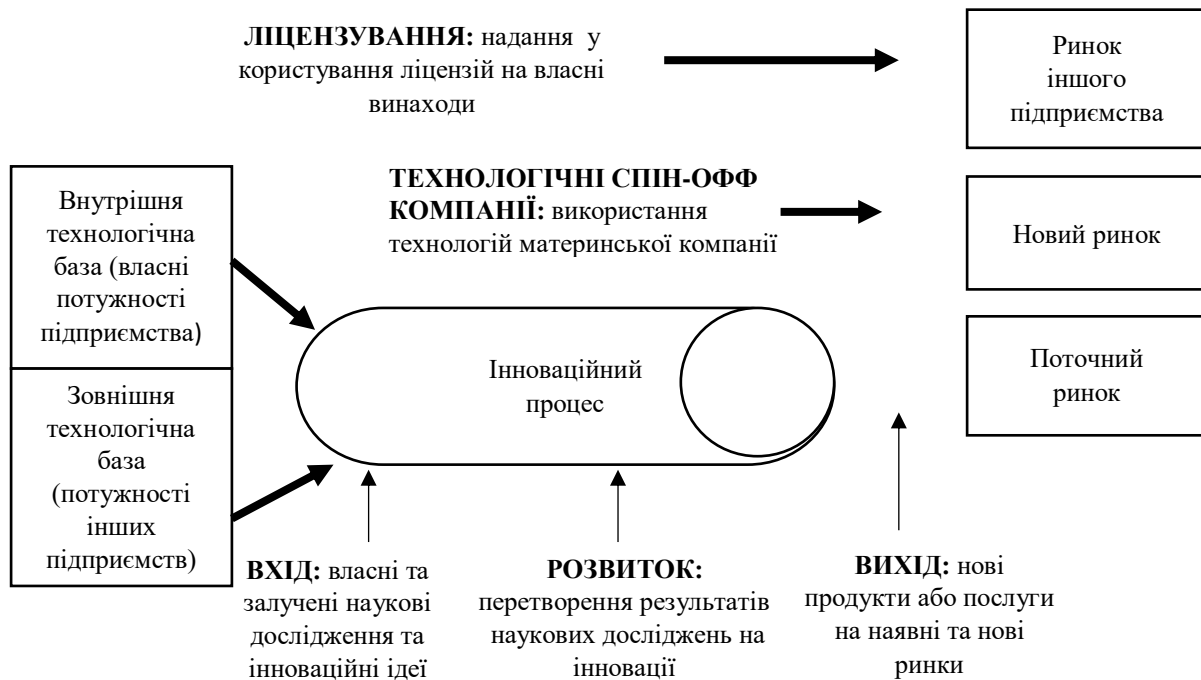 ЛІЦЕНЗУВАННЯ: надання у
користування ліцензій на власні
винаходи
Ринок
іншого
підприємства
ТЕХНОЛОГІЧНІ СПІН-ОФФ
КОМПАНІЇ: використання
технологій материнської компанії
Новий ринок
Внутрішня
технологічна
база (власні
потужності
підприємства)
Інноваційний
процес
Поточний
ринок
Зовнішня
технологічна
база
(потужності
інших
підприємств)
ВХІД: власні та
залучені наукові
дослідження та
інноваційні ідеї
РОЗВИТОК:
перетворення результатів
наукових досліджень на
інновації
ВИХІД: нові
продукти або послуги
на наявні та нові
ринки